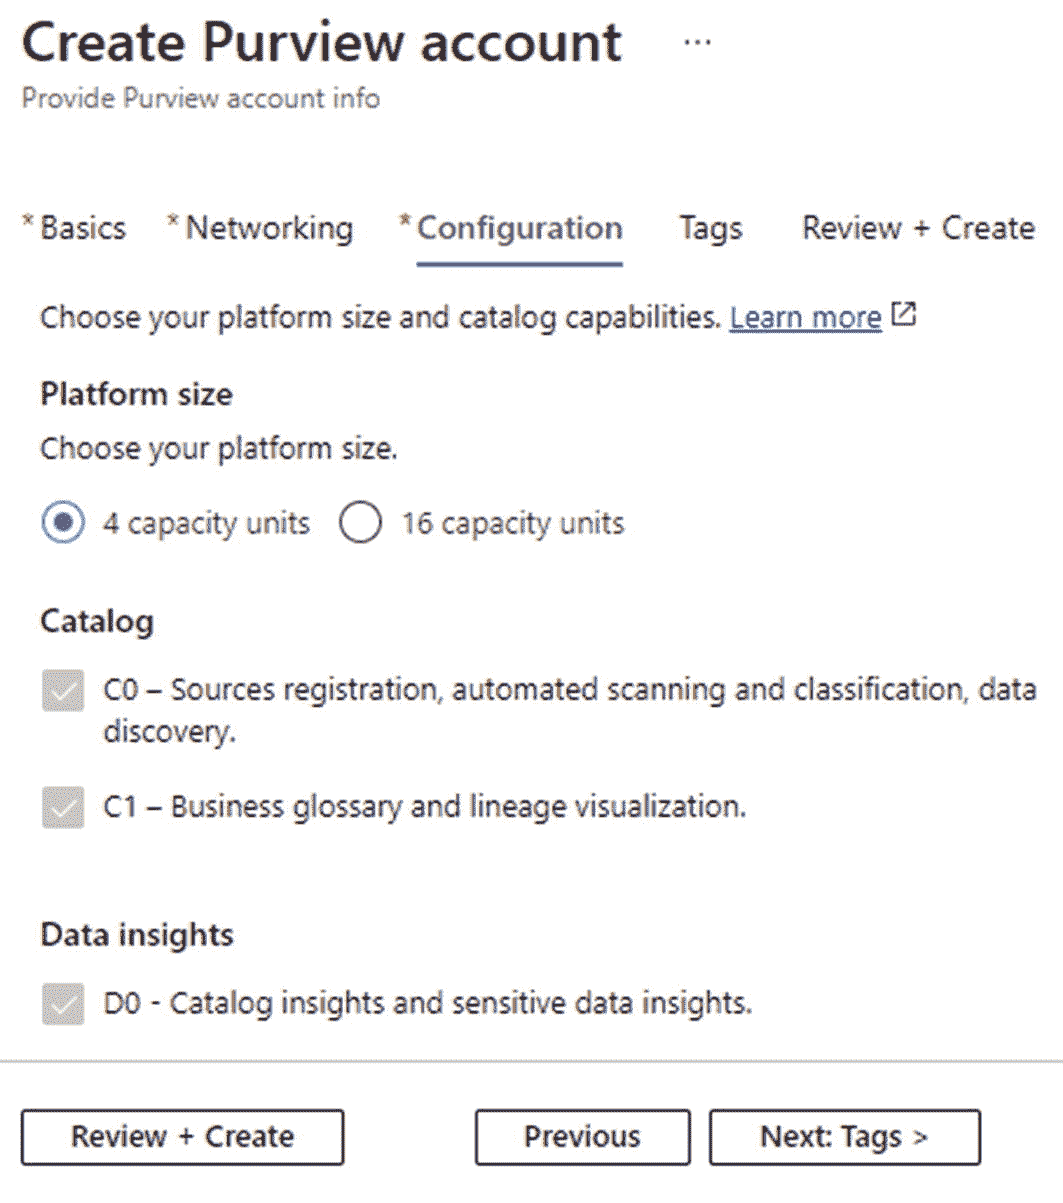 Create Purview account ...
Provide Purview account info
* Basics * Networking * Configuration Tags Review + Create
Choose your platform size and catalog capabilities. Learn more
Platform size
Choose your platform size.
4 capacity units 16 capacity units
Catalog
C0 – Sources registration, automated scanning and classification, data
discovery.
C1 – Business glossary and lineage visualization.
Data insights
D0 - Catalog insights and sensitive data insights.
Review + Create Previous Next: Tags >